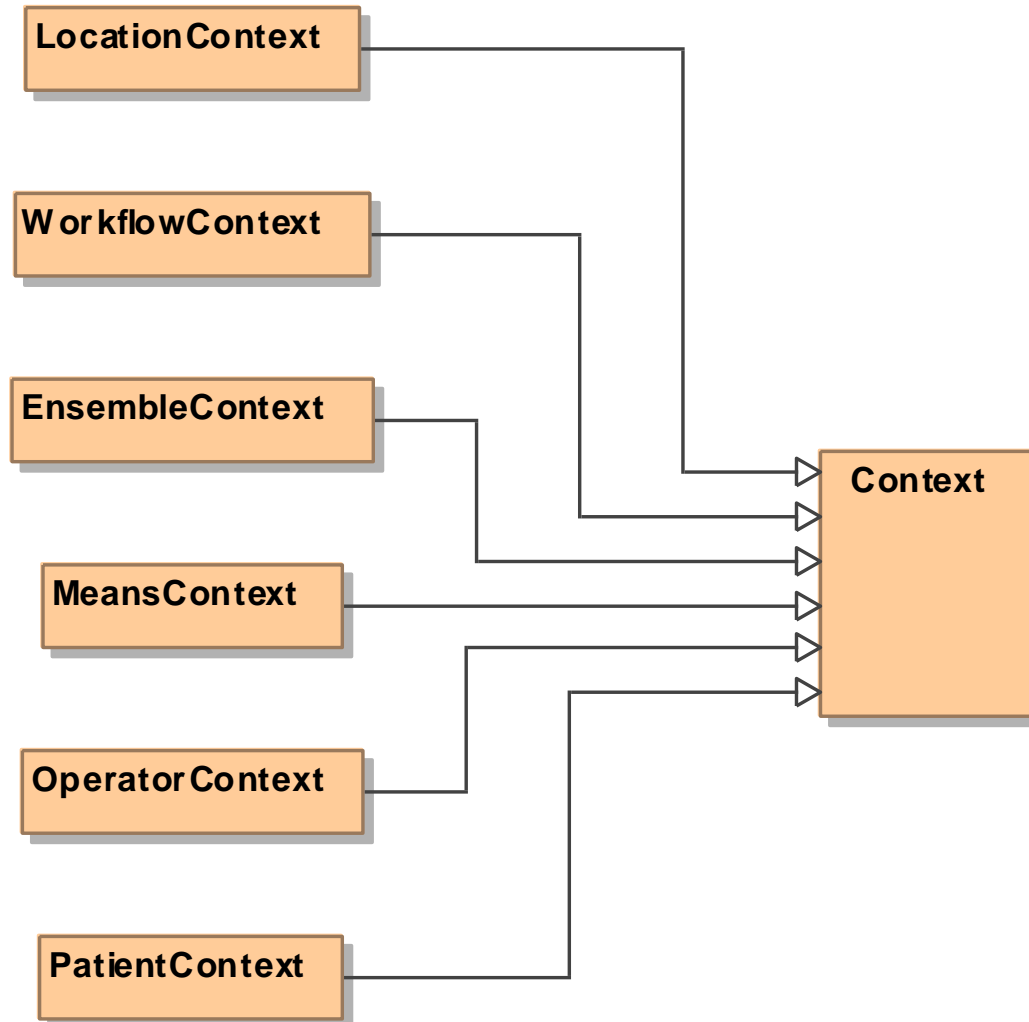 LocationContext
WorkflowContext
EnsembleContext
Context
MeansContext
OperatorContext
PatientContext